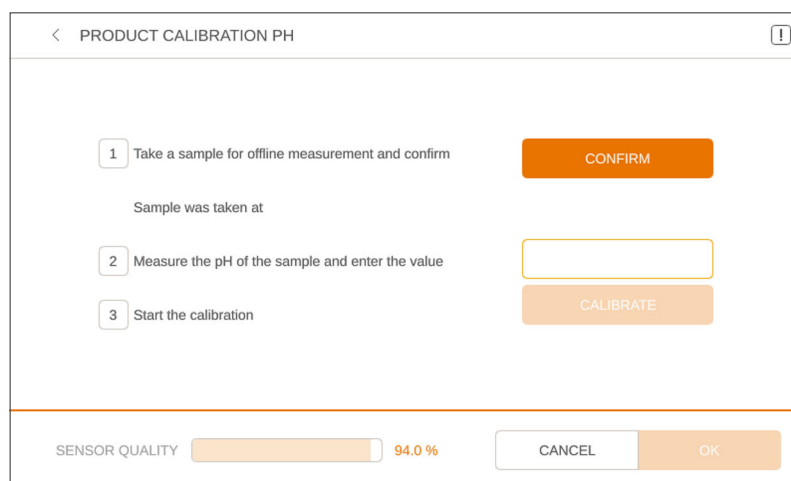 < PRODUCT CALIBRATION PH !
1 Take a sample for offline measurement and confirm CONFIRM
Sample was taken at
2 Measure the pH of the sample and enter the value
3 Start the calibration CALIBRATE
SENSOR QUALITY 94.0 % CANCEL OK